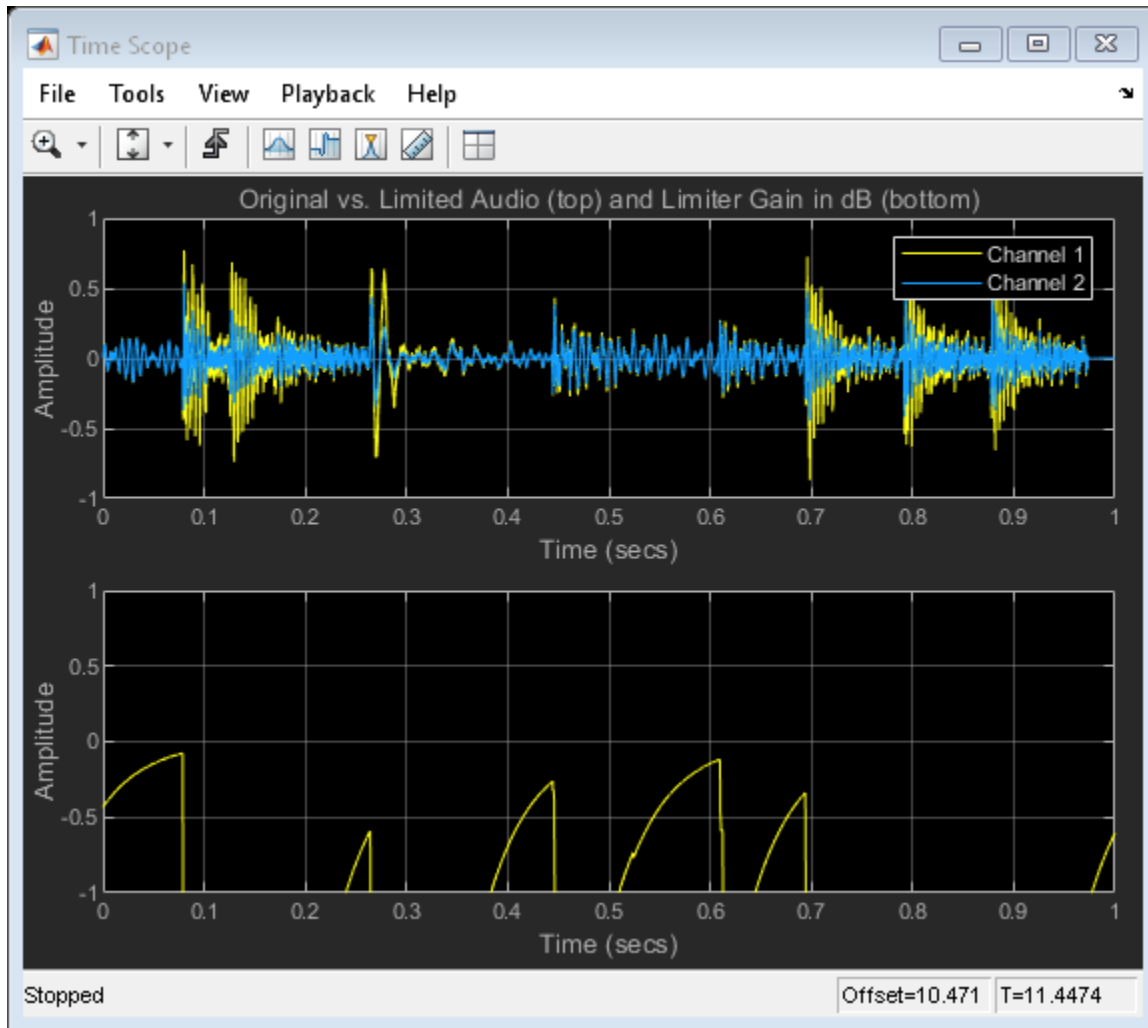 Time Scope
File Tools View Playback Help
Original vs. Limited Audio (top) and Limiter Gain in dB (bottom)
Channel 1
Channel 2
Amplitude
1
0.5
0
-0.5
-1
0 0.1 0.2 0.3 0.4 0.5 0.6 0.7 0.8 0.9 1
Time (secs)
Amplitude
1
0.5
0
-0.5
-1
0 0.1 0.2 0.3 0.4 0.5 0.6 0.7 0.8 0.9 1
Time (secs)
Stopped Offset=10.471 T=11.4474